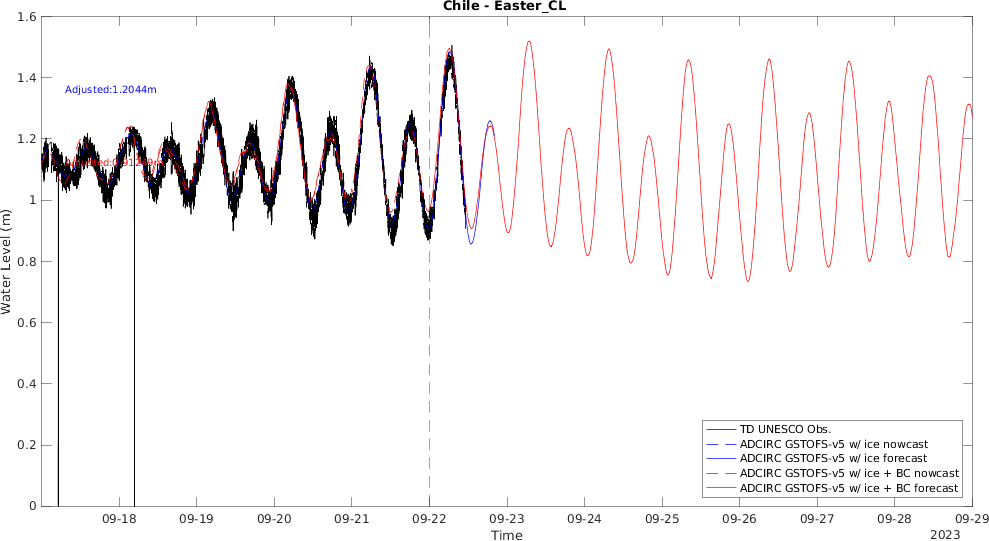 Chile - Easter_CL
1.6
1.4
1.2
1
0.8
0.6
0.4
0.2
0
Water Level (m)
Adjusted:1.2044m
TD UNESCO Obs.
ADCIRC GSTOFS-v5 w/ ice nowcast
ADCIRC GSTOFS-v5 w/ ice forecast
ADCIRC GSTOFS-v5 w/ ice + BC nowcast
ADCIRC GSTOFS-v5 w/ ice + BC forecast
09-18 09-19 09-20 09-21 09-22 09-23 09-24 09-25 09-26 09-27 09-28 09-29
Time
2023